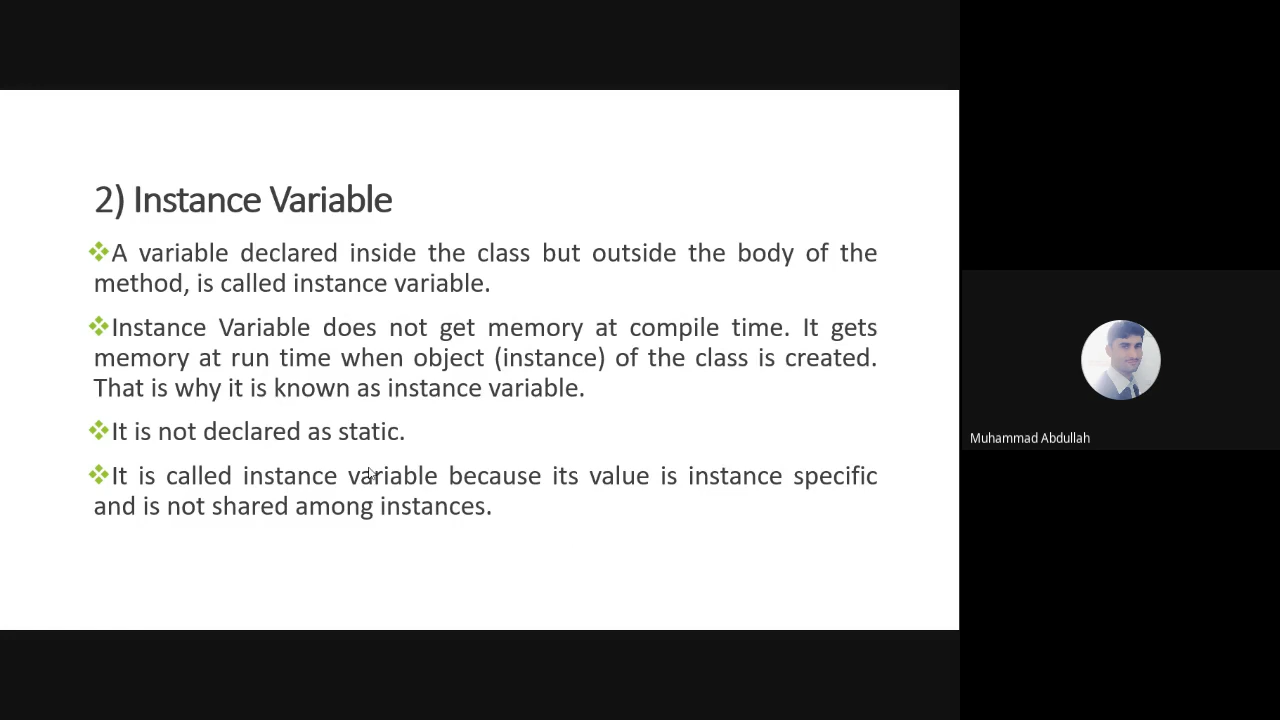 2) Instance Variable
❖A variable declared inside the class but outside the body of the
method, is called instance variable.
❖Instance Variable does not get memory at compile time. It gets
memory at run time when object (instance) of the class is created.
That is why it is known as instance variable.
❖It is not declared as static.
❖It is called instance variable because its value is instance specific
and is not shared among instances.
Muhammad Abdullah